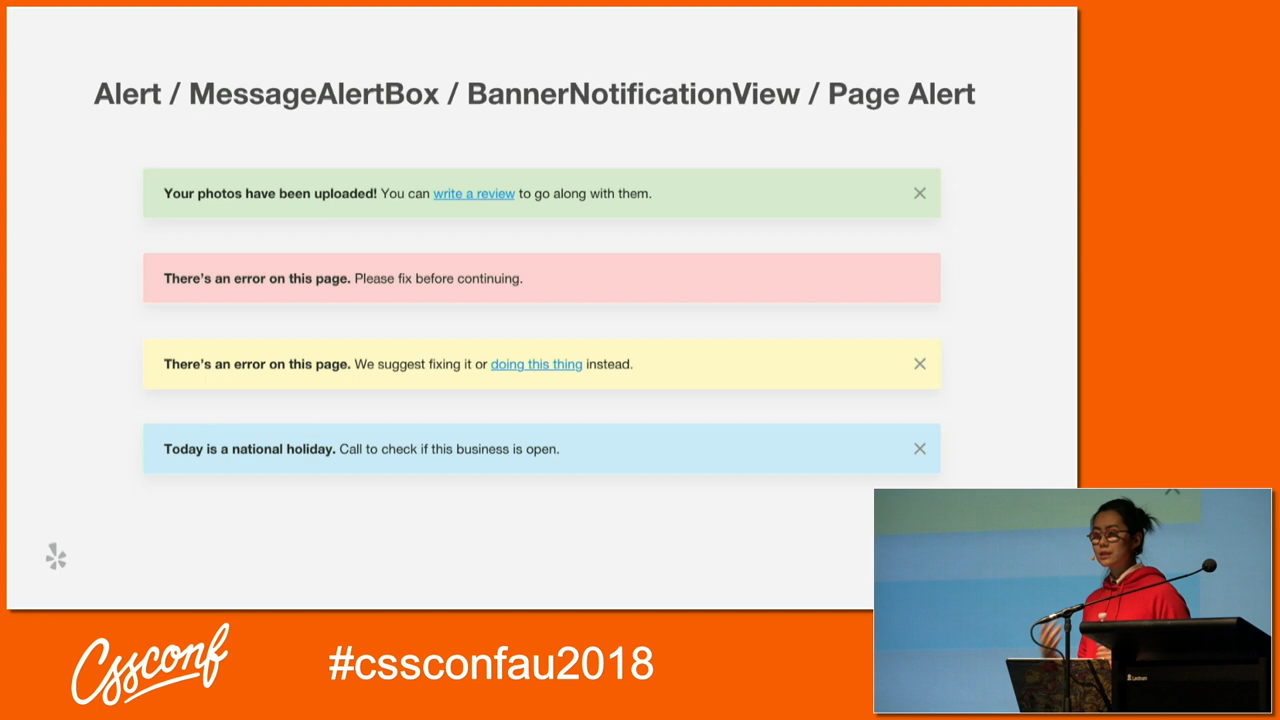 Alert / MessageAlertBox / BannerNotificationView / Page Alert
Your photos have been uploaded! You can write a review to go along with them.
There's an error on this page. Please fix before continuing.
There's an error on this page. We suggest fixing it or doing this thing instead.
Today is a national holiday. Call to check if this business is open.
Cssconf
#cssconfau2018
Lectrum